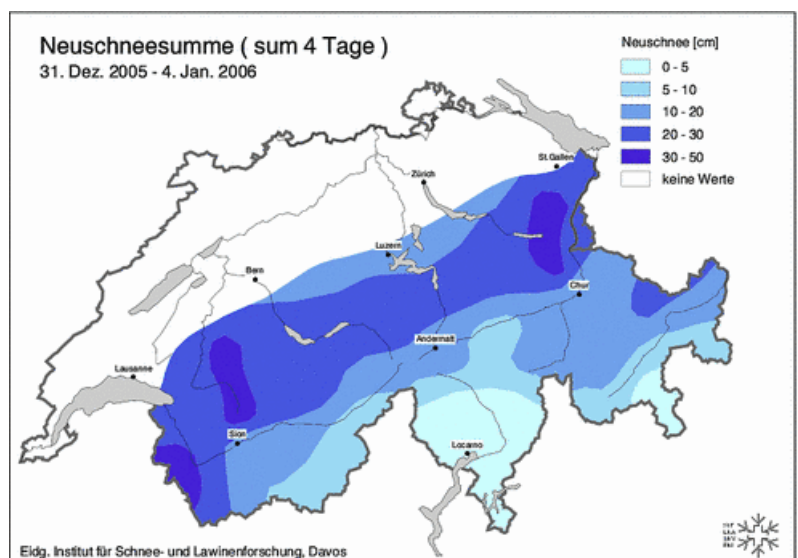 Neuschneesumme ( sum 4 Tage )
31. Dez. 2005 - 4. Jan. 2006
Neuschnee [cm]
0 - 5
5 - 10
10 - 20
20 - 30
30 - 50
keine Werte
St.Gallen
Zürich
Luzern
Bern
Chur
Andermatt
Lausanne
Sion
Locarno
Eidg. Institut für Schnee- und Lawinenforschung, Davos